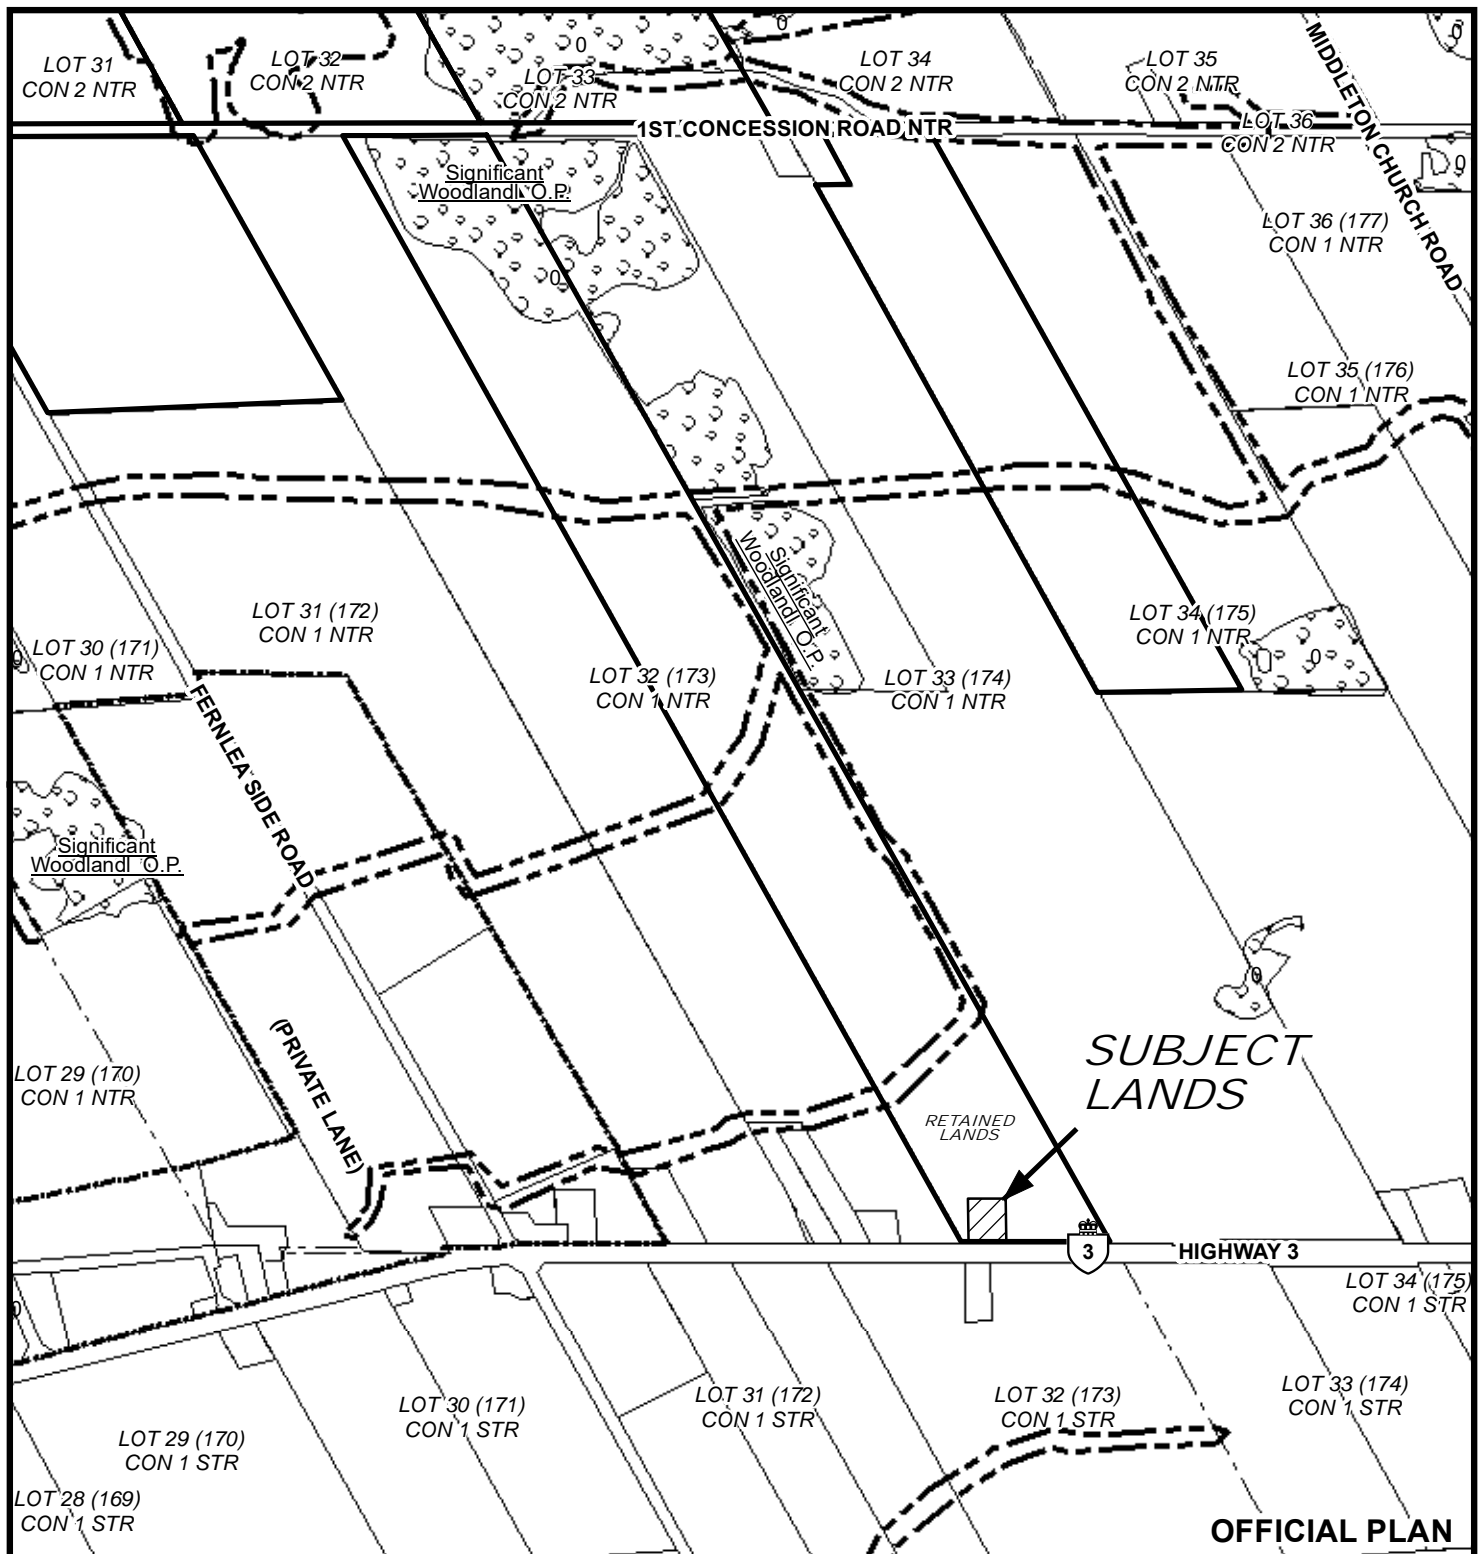 LOT 31
CON 2 NTR
LOT 32
CON 2 NTR
LOT 33
CON 2 NTR
LOT 34
CON 2 NTR
LOT 35
CON 2 NTR
LOT 36
CON 2 NTR
MIDDLETON CHURCH ROAD
1ST CONCESSION ROAD NTR
Significant
Woodland O.P.
LOT 36 (177)
CON 1 NTR
LOT 35 (176)
CON 1 NTR
Significant
Woodland O.P.
LOT 31 (172)
CON 1 NTR
LOT 30 (171)
CON 1 NTR
LOT 32 (173)
CON 1 NTR
LOT 33 (174)
CON 1 NTR
LOT 34 (175)
CON 1 NTR
FERNLEA SIDE ROAD
Significant
Woodland O.P.
(PRIVATE LANE)
LOT 29 (170)
CON 1 NTR
SUBJECT
LANDS
RETAINED
LANDS
3
HIGHWAY 3
LOT 34 (175)
CON 1 STR
LOT 33 (174)
CON 1 STR
LOT 32 (173)
CON 1 STR
LOT 31 (172)
CON 1 STR
LOT 30 (171)
CON 1 STR
LOT 29 (170)
CON 1 STR
LOT 28 (169)
CON 1 STR
OFFICIAL PLAN